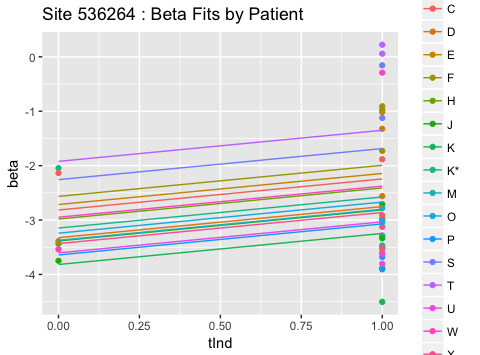 Site 536264 : Beta Fits by Patient
beta
0
-1
-2
-3
-4
0.00 0.25 0.50 0.75 1.00
tInd
C
D
E
F
H
J
K
K*
M
O
P
S
T
U
W